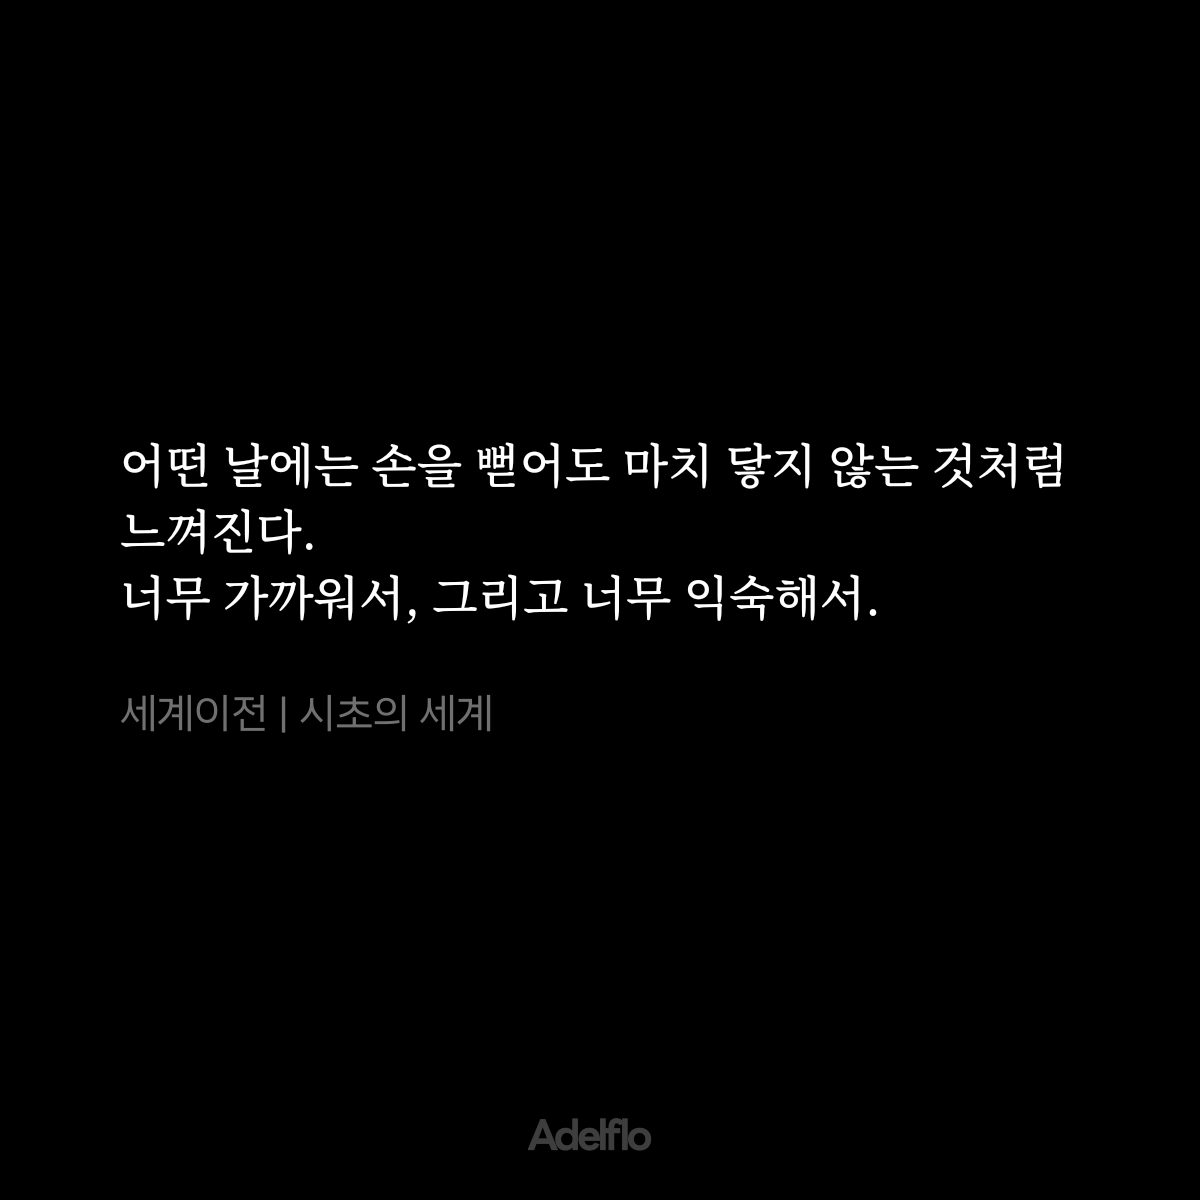 어떤 날에는 손을 뻗어도 마치 닿지 않는 것처럼
느껴진다.
너무 가까워서, 그리고 너무 익숙해서.
세계이전 | 시초의 세계
Adelflo